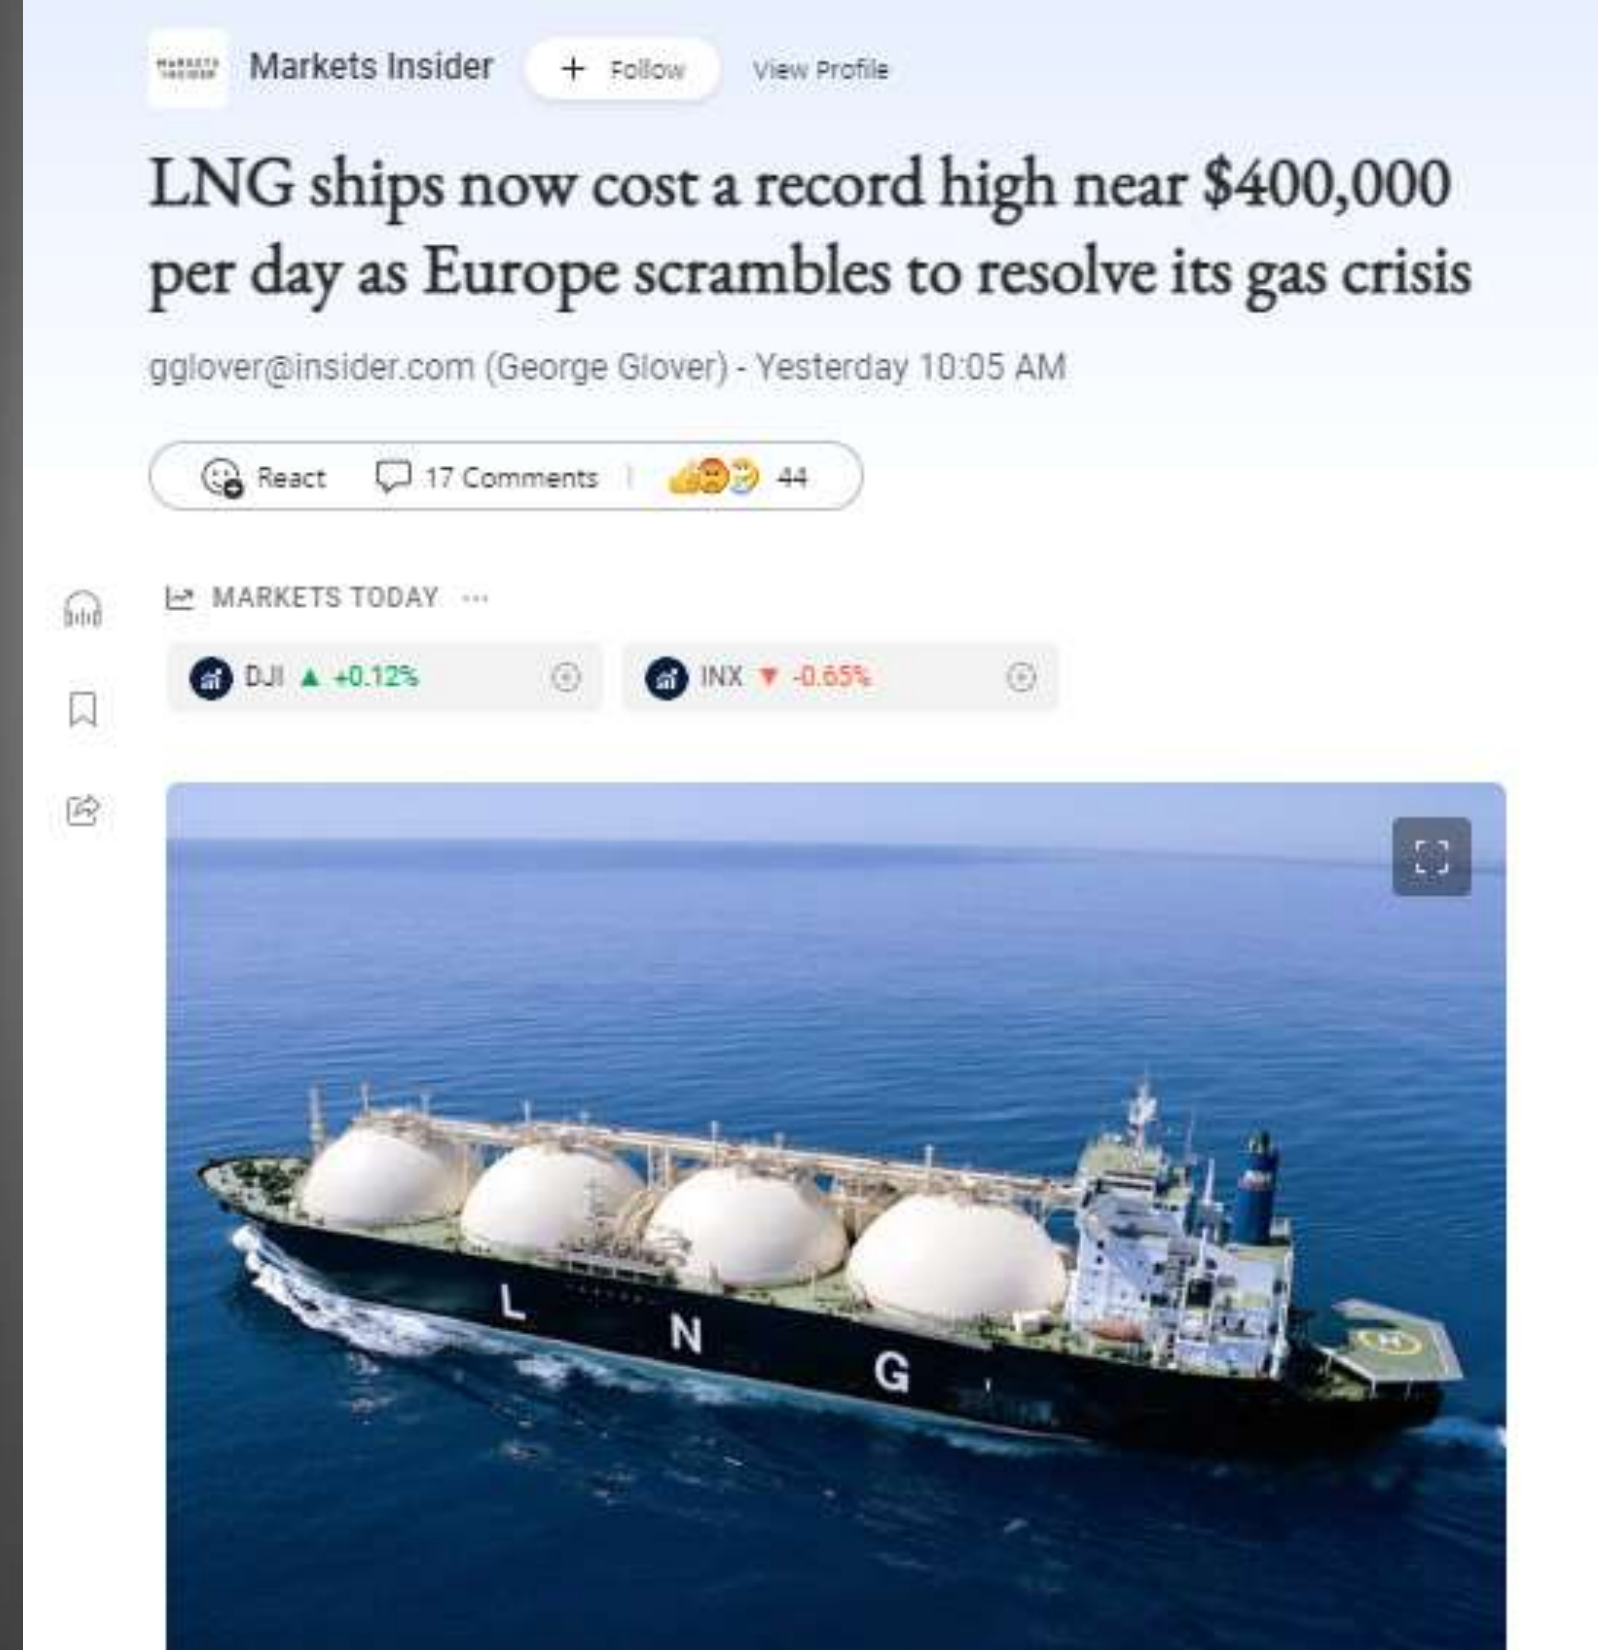 MARKETS
INSIDER
Markets Insider
+ Follow
View Profile
LNG ships now cost a record high near $400,000
per day as Europe scrambles to resolve its gas crisis
gglover@insider.com (George Glover) - Yesterday 10:05 AM
React
17 Comments
44
MARKETS TODAY ...
DJI ▲ +0.12%
INX ▼ -0.65%
L N G
H